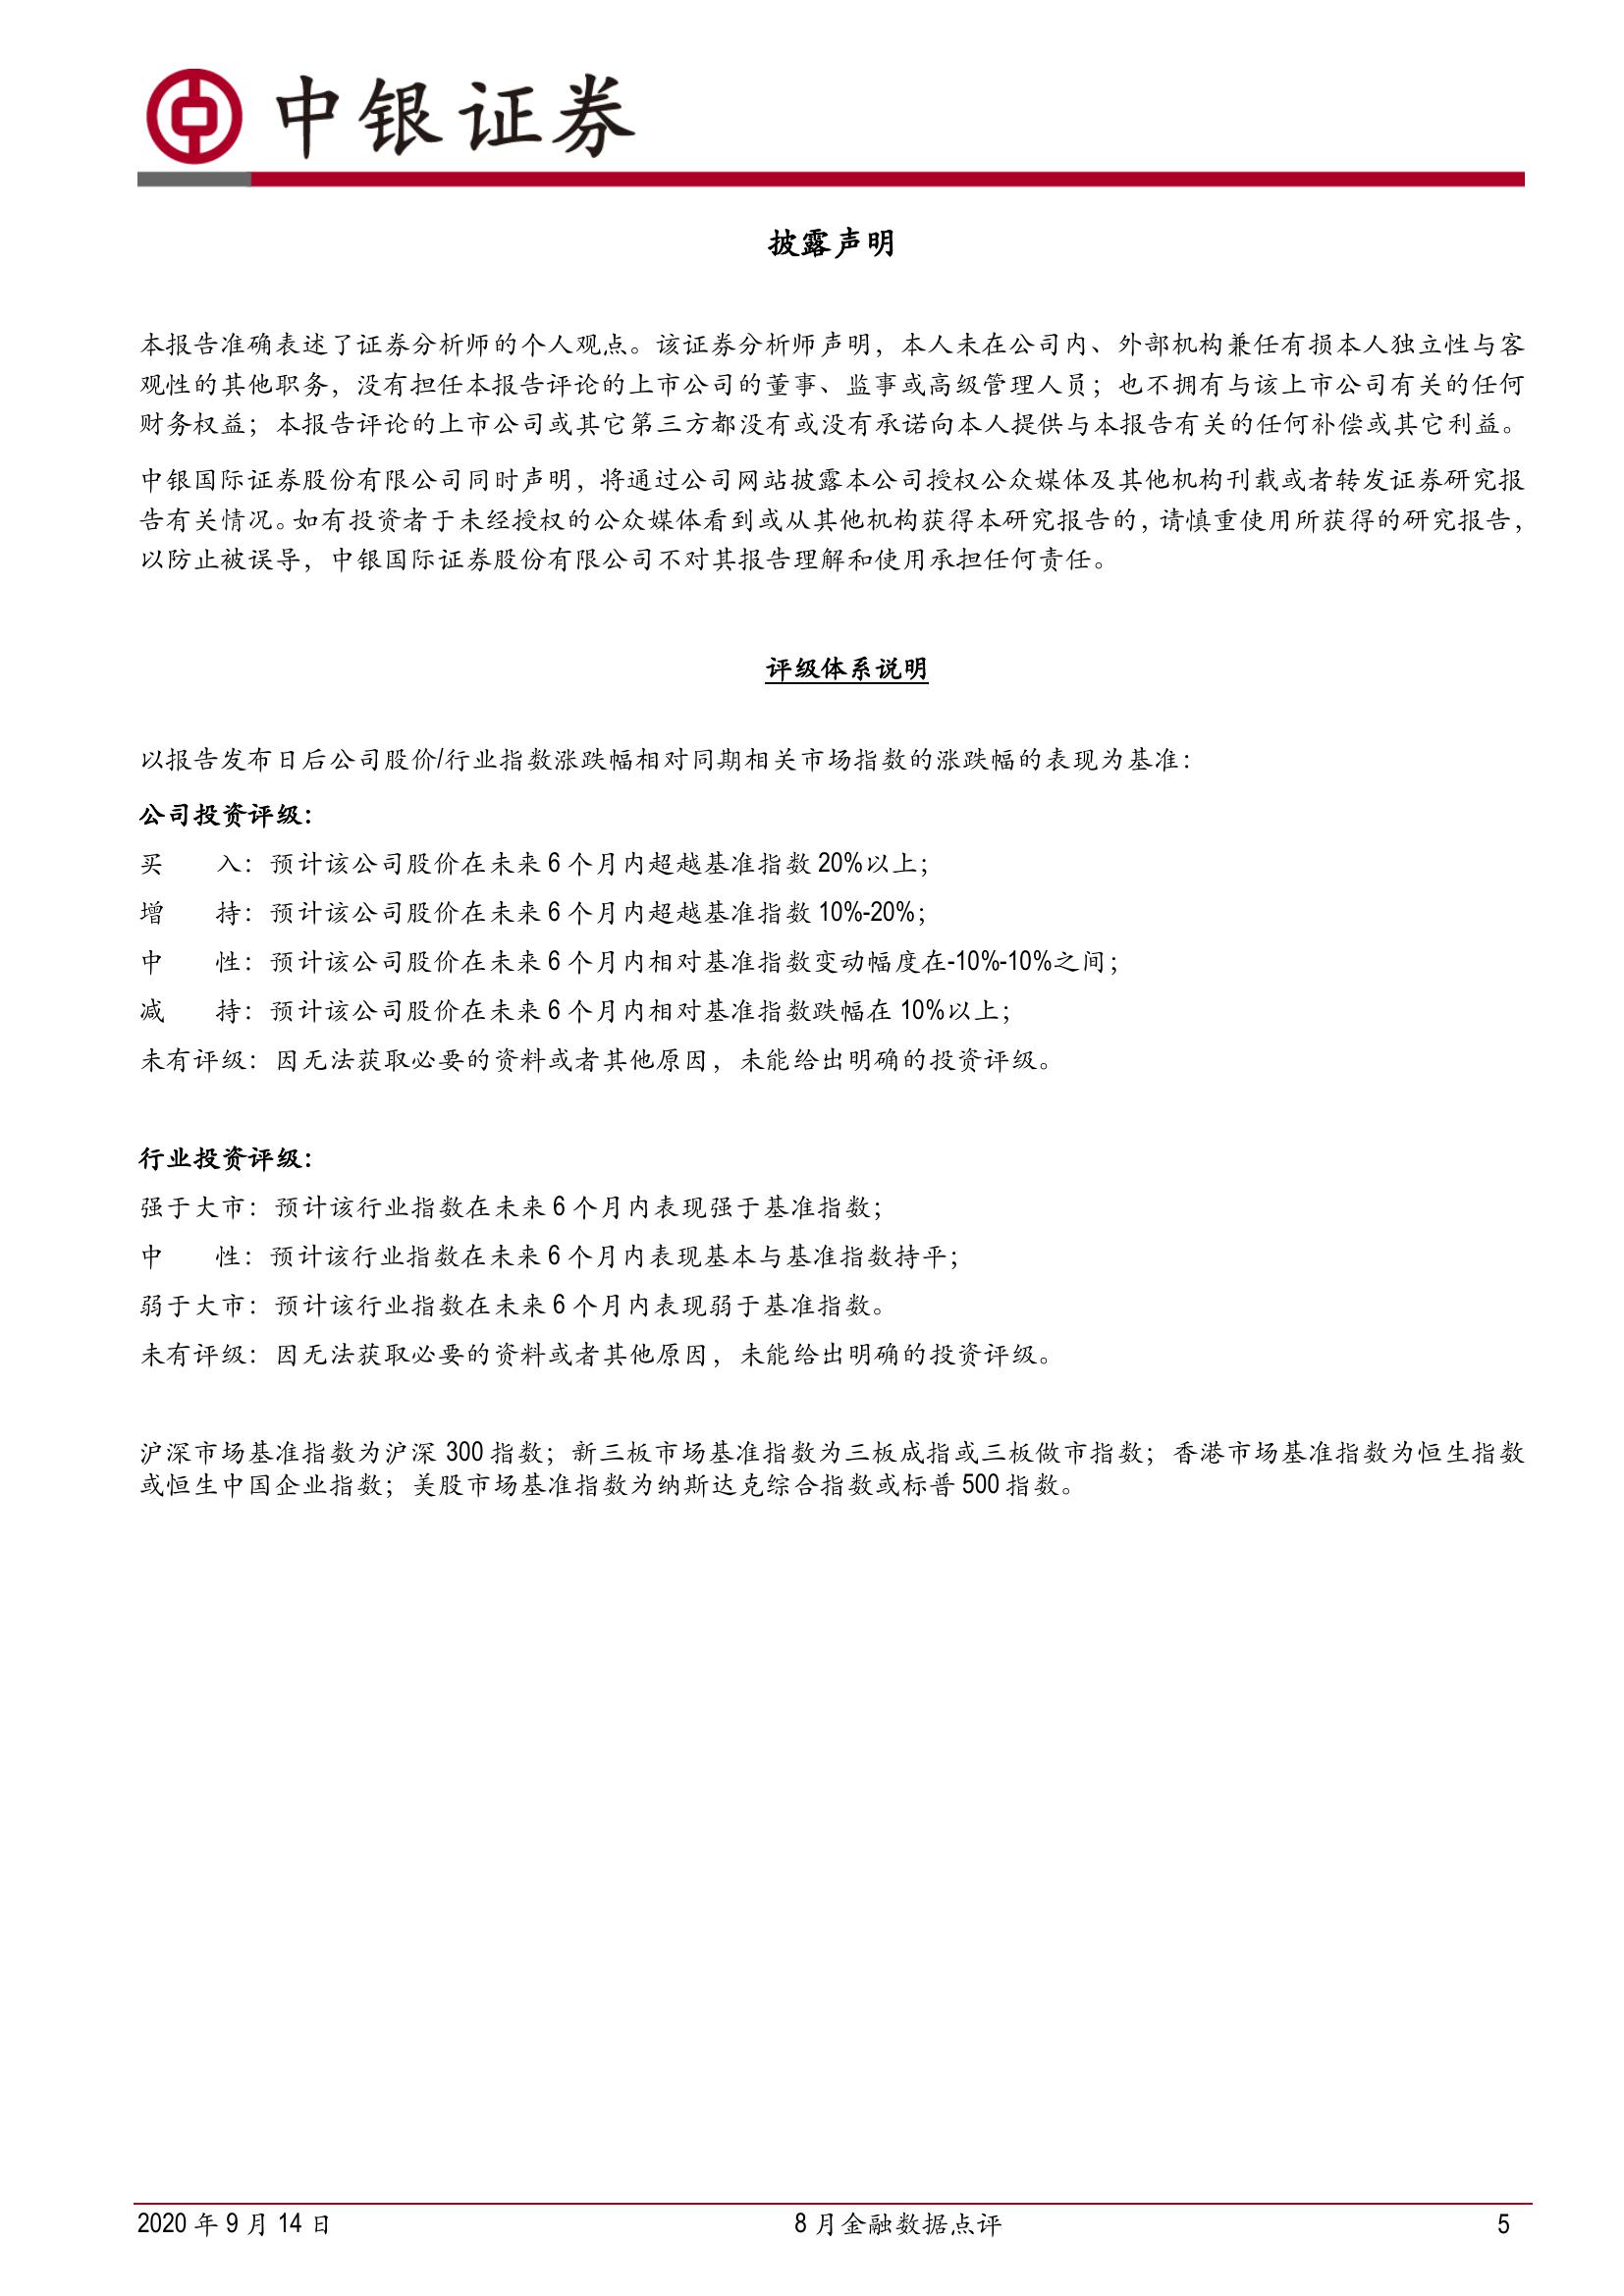 中银证券
披露声明
本报告准确表述了证券分析师的个人观点。该证券分析师声明，本人未在公司内、外部机构兼任有损本人独立性与客
观性的其他职务，没有担任本报告评论的上市公司的董事、监事或高级管理人员；也不拥有与该上市公司有关的任何
财务权益；本报告评论的上市公司或其它第三方都没有或没有承诺向本人提供与本报告有关的任何补偿或其它利益。
中银国际证券股份有限公司同时声明，将通过公司网站披露本公司授权公众媒体及其他机构刊载或者转发证券研究报
告有关情况。如有投资者于未经授权的公众媒体看到或从其他机构获得本研究报告的，请慎重使用所获得的研究报告，
以防止被误导，中银国际证券股份有限公司不对其报告理解和使用承担任何责任。
评级体系说明
以报告发布日后公司股价/行业指数涨跌幅相对同期相关市场指数的涨跌幅的表现为基准：
公司投资评级：
买　　入：预计该公司股价在未来 6 个月内超越基准指数 20%以上；
增　　持：预计该公司股价在未来 6 个月内超越基准指数 10%-20%；
中　　性：预计该公司股价在未来 6 个月内相对基准指数变动幅度在-10%-10%之间；
减　　持：预计该公司股价在未来 6 个月内相对基准指数跌幅在 10%以上；
未有评级：因无法获取必要的资料或者其他原因，未能给出明确的投资评级。
行业投资评级：
强于大市：预计该行业指数在未来 6 个月内表现强于基准指数；
中　　性：预计该行业指数在未来 6 个月内表现基本与基准指数持平；
弱于大市：预计该行业指数在未来 6 个月内表现弱于基准指数。
未有评级：因无法获取必要的资料或者其他原因，未能给出明确的投资评级。
沪深市场基准指数为沪深 300 指数；新三板市场基准指数为三板成指或三板做市指数；香港市场基准指数为恒生指数
或恒生中国企业指数；美股市场基准指数为纳斯达克综合指数或标普 500 指数。
2020 年 9 月 14 日　8 月金融数据点评　5